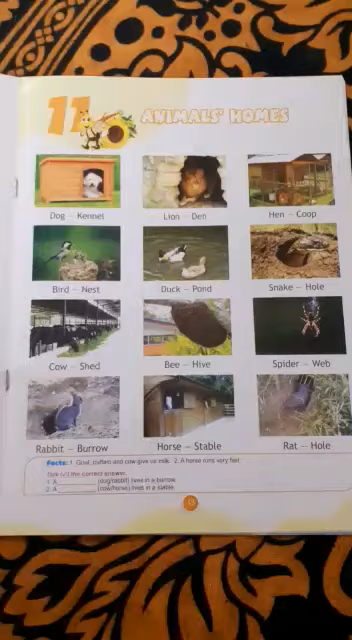 11 ANIMALS' HOMES
Dog – Kennel Lion – Den Hen – Coop
Bird – Nest Duck – Pond Snake – Hole
Cow – Shed Bee – Hive Spider – Web
Rabbit – Burrow Horse – Stable Rat – Hole
Facts: 1. Goat, buffalo and cow give us milk. 2. A horse runs very fast.
Tick (√) the correct answer.
1. A ________ (dog/rabbit) lives in a burrow.
2. A ________ (cow/horse) lives in a stable.